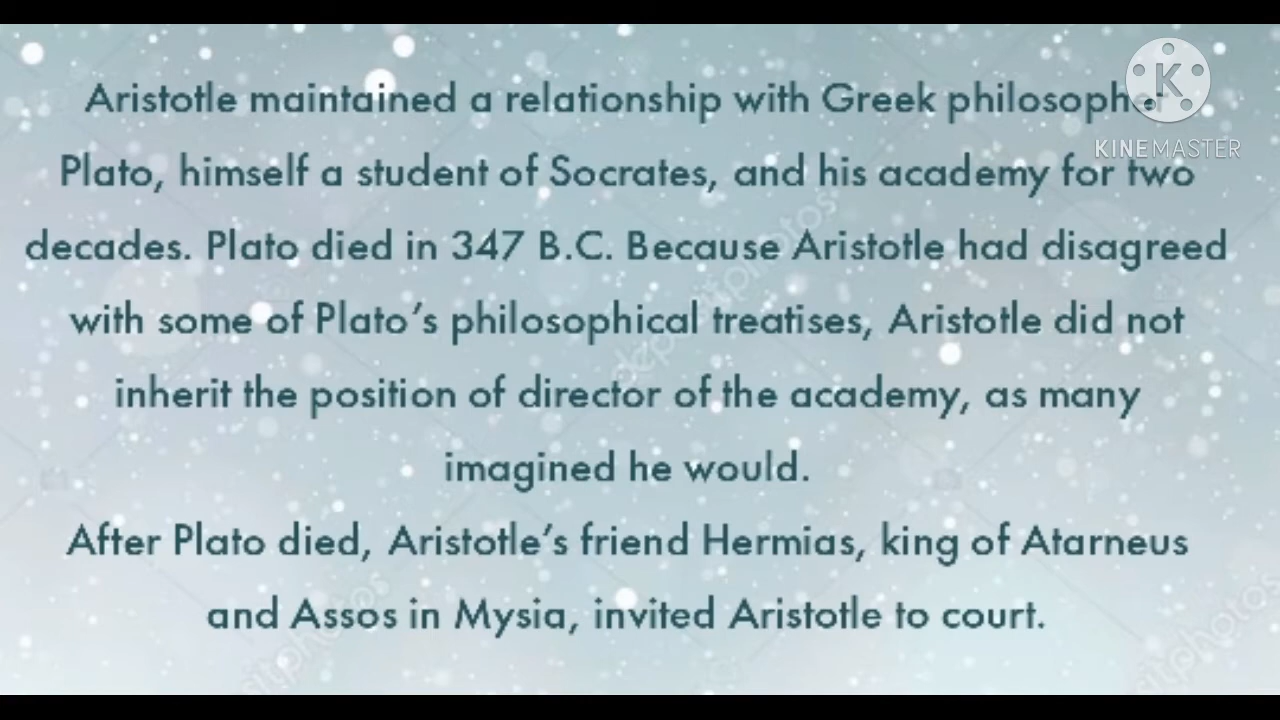 Aristotle maintained a relationship with Greek philosopher
Plato, himself a student of Socrates, and his academy for two
decades. Plato died in 347 B.C. Because Aristotle had disagreed
with some of Plato’s philosophical treatises, Aristotle did not
inherit the position of director of the academy, as many
imagined he would.
After Plato died, Aristotle’s friend Hermias, king of Atarneus
and Assos in Mysia, invited Aristotle to court.
K
KINEMASTER
depositphotos
depositphotos